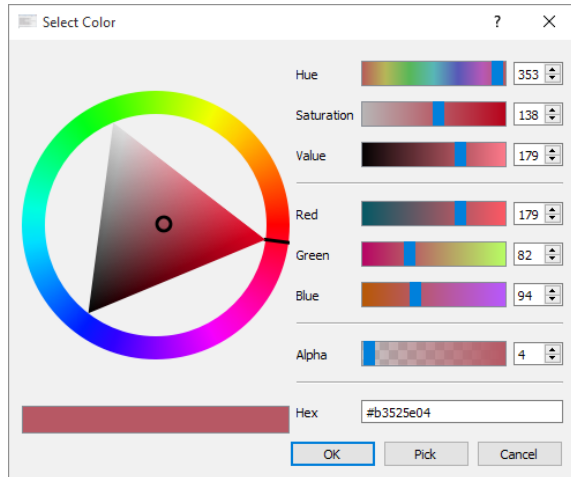 Select Color ?
Hue 353
Saturation 138
Value 179
Red 179
Green 82
Blue 94
Alpha 4
Hex #b3525e04
OK Pick Cancel